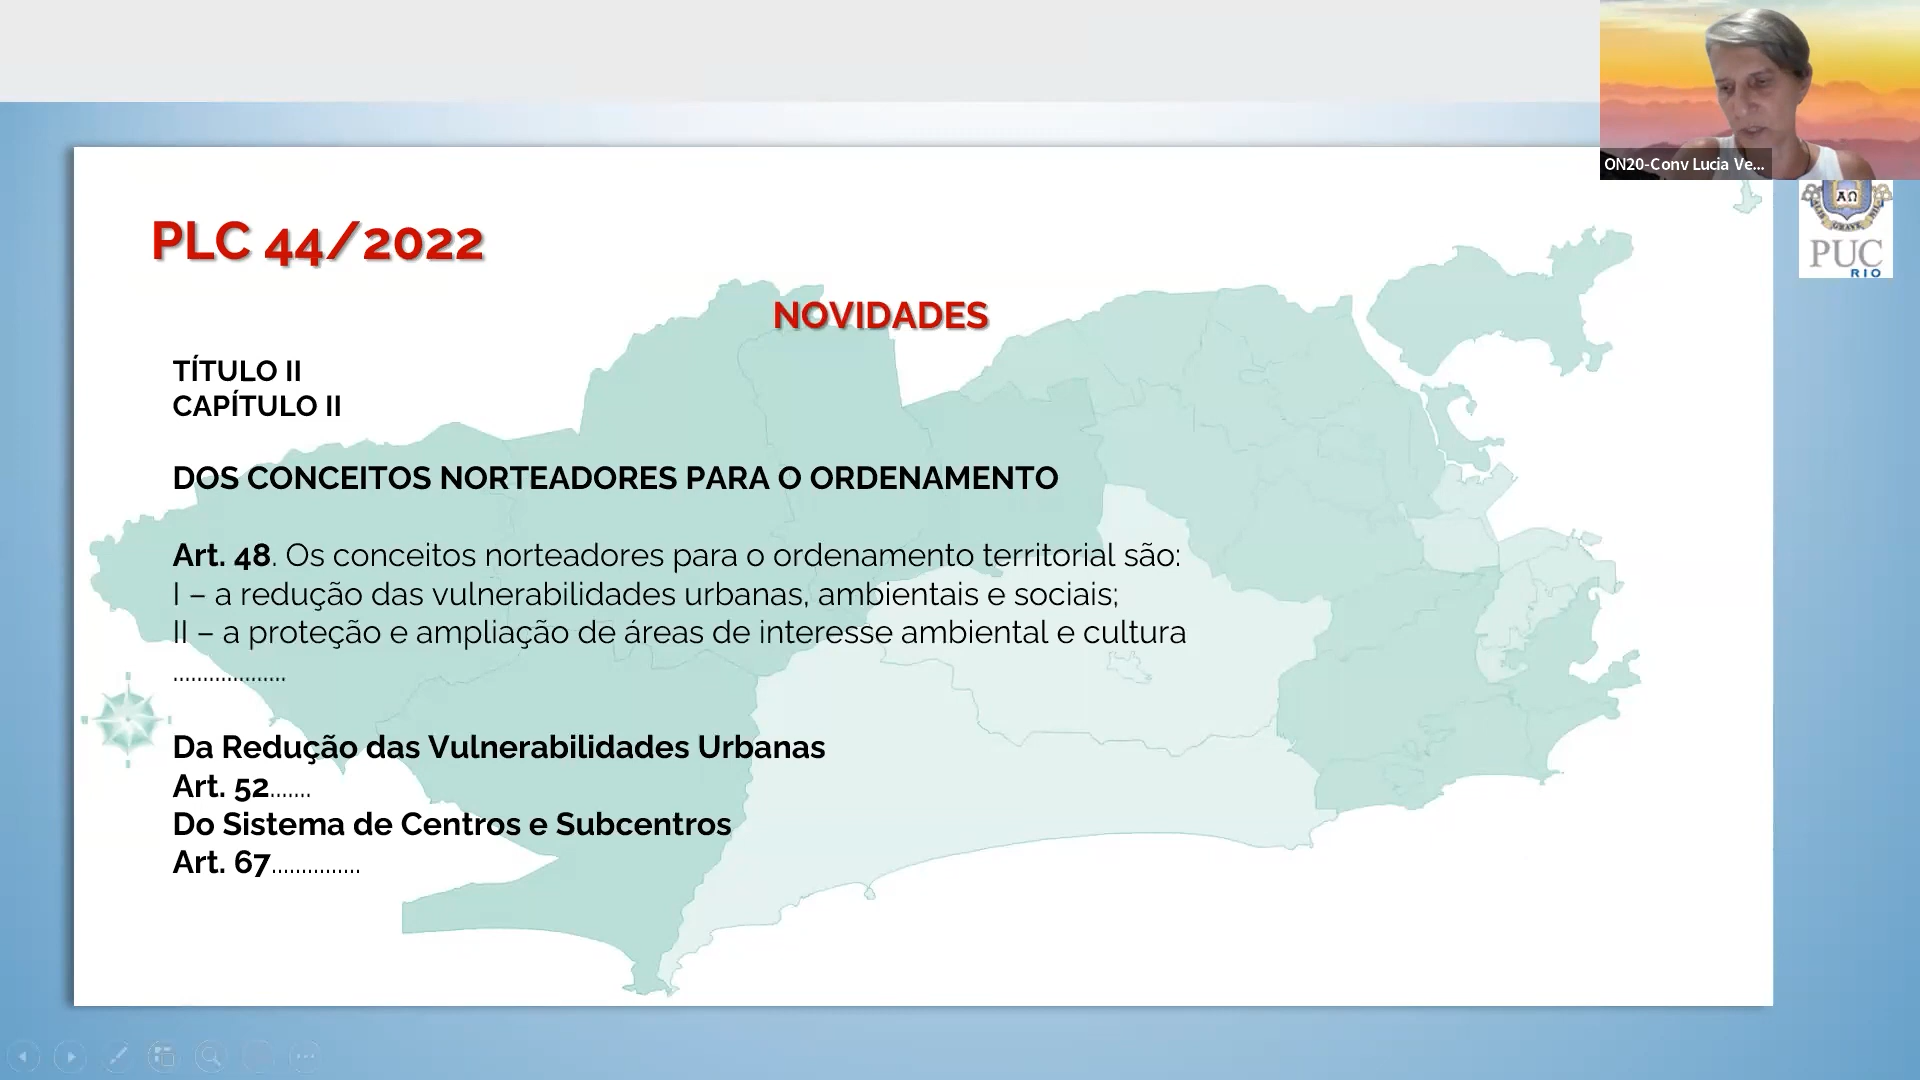 ON20-Conv Lucia Ve...
ΑΩ
GRAVE
PUC
RIO
PLC 44/2022
NOVIDADES
TÍTULO II
CAPÍTULO II
DOS CONCEITOS NORTEADORES PARA O ORDENAMENTO
Art. 48. Os conceitos norteadores para o ordenamento territorial são:
I – a redução das vulnerabilidades urbanas, ambientais e sociais;
II – a proteção e ampliação de áreas de interesse ambiental e cultura
...................
Da Redução das Vulnerabilidades Urbanas
Art. 52.......
Do Sistema de Centros e Subcentros
Art. 67...............